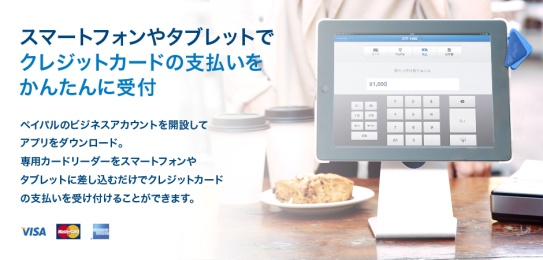 スマートフォンやタブレットで
クレジットカードの支払いを
かんたんに受付
ペイパルのビジネスアカウントを開設して
アプリをダウンロード。
専用カードリーダーをスマートフォンや
タブレットに差し込むだけでクレジットカード
の支払いを受け付けることができます。
VISA MasterCard
¥1,000